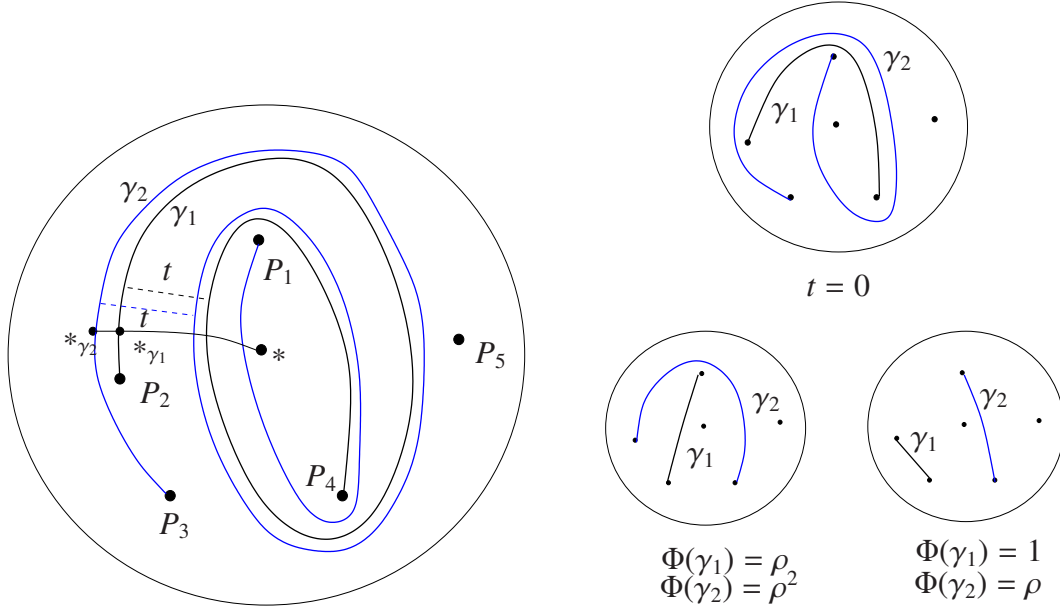 γ₂
γ₁
t
P₁
t
*γ₂
*γ₁
*
P₂
P₅
P₄
P₃
γ₂
γ₁
t = 0
γ₂
γ₁
Φ(γ₁) = ρ
Φ(γ₂) = ρ²
γ₂
γ₁
Φ(γ₁) = 1
Φ(γ₂) = ρ